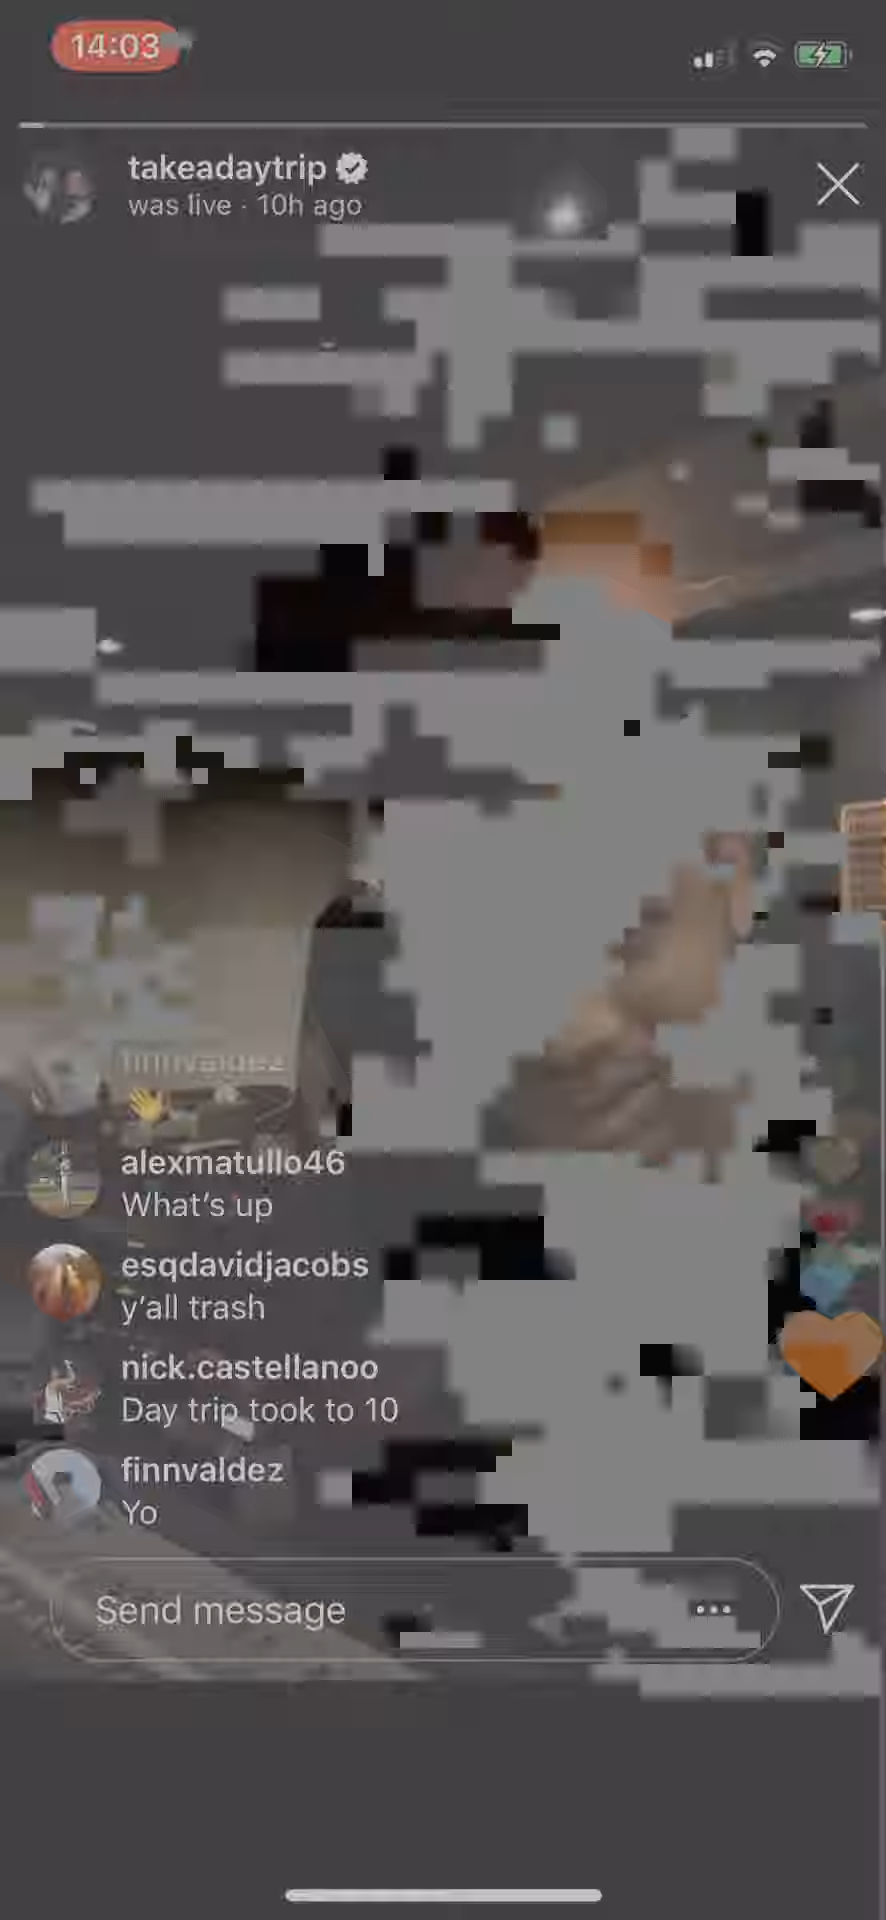 14:03
takeadaytrip
was live · 10h ago
finnvaldez
👋
alexmatullo46
What's up
esqdavidjacobs
y'all trash
nick.castellanoo
Day trip took to 10
finnvaldez
Yo
Send message